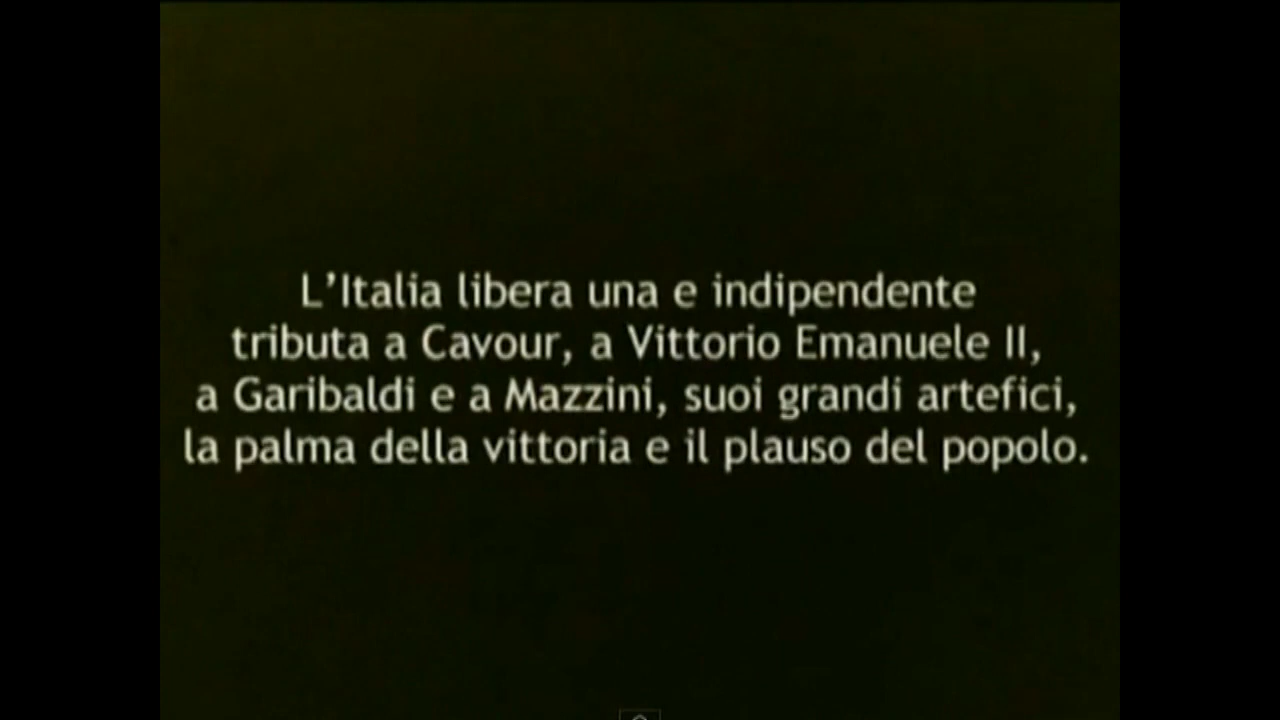 L’Italia libera una e indipendente
tributa a Cavour, a Vittorio Emanuele II,
a Garibaldi e a Mazzini, suoi grandi artefici,
la palma della vittoria e il plauso del popolo.